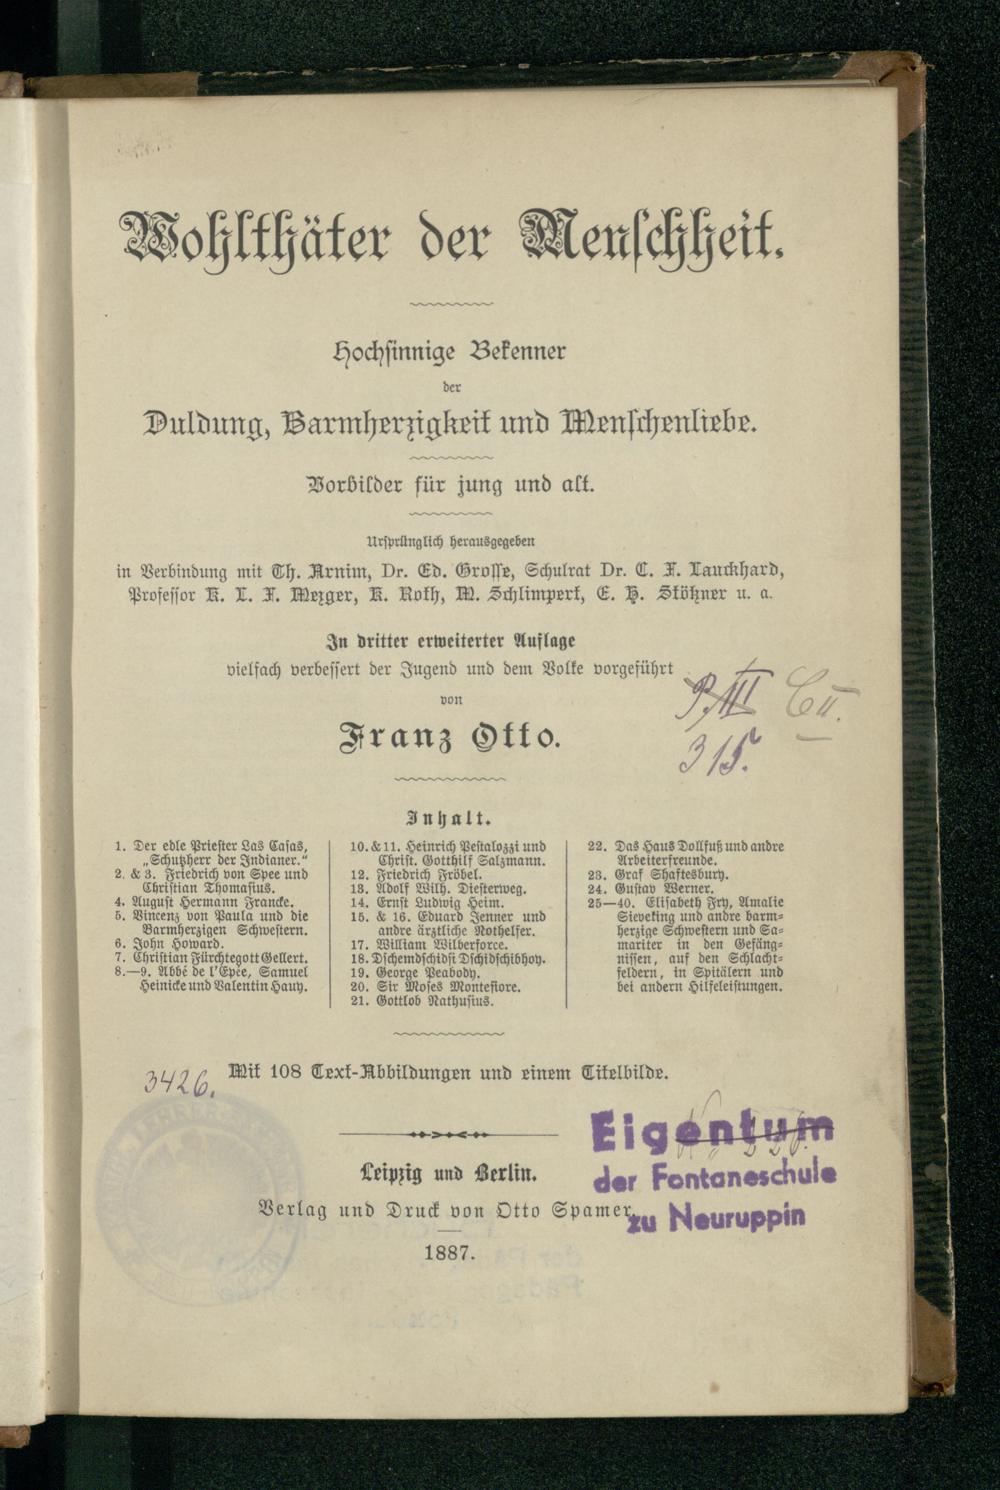 Wohlthäter der Menschheit.
Hochsinnige Bekenner
der
Duldung, Barmherzigkeit und Menschenliebe.
Vorbilder für jung und alt.
Ursprünglich herausgegeben
in Verbindung mit Th. Arnim, Dr. Ed. Grosse, Schulrat Dr. C. F. Lauckhard,
Professor K. L. F. Mezger, K. Roth, M. Schlimpert, E. H. Stötzner u. a.
In dritter erweiterter Auflage
vielfach verbessert der Jugend und dem Volke vorgeführt
von
Franz Otto.
P. III C II.
315.
Inhalt.
1. Der edle Priester Las Casas,
„Schutzherr der Indianer.“
2. & 3. Friedrich von Spee und
Christian Thomasius.
4. August Hermann Francke.
5. Vincenz von Paula und die
Barmherzigen Schwestern.
6. John Howard.
7. Christian Fürchtegott Gellert.
8.—9. Abbé de l'Epée, Samuel
Heinicke und Valentin Hauy.
10. & 11. Heinrich Pestalozzi und
Christ. Gotthilf Salzmann.
12. Friedrich Fröbel.
13. Adolf Wilh. Diesterweg.
14. Ernst Ludwig Heim.
15. & 16. Eduard Jenner und
andre ärztliche Nothelfer.
17. William Wilberforce.
18. Dschemdschidsi Dschidschibhoy.
19. George Peabody.
20. Sir Moses Montefiore.
21. Gottlob Nathusius.
22. Das Haus Dollfuß und andre
Arbeiterfreunde.
23. Graf Shaftesbury.
24. Gustav Werner.
25—40. Elisabeth Fry, Amalie
Sieveking und andre barm-
herzige Schwestern und Sa-
mariter in den Gefäng-
nissen, auf den Schlacht-
feldern, in Spitälern und
bei andern Hilfeleistungen.
Mit 108 Text-Abbildungen und einem Titelbilde.
3426.
Leipzig und Berlin.
Verlag und Druck von Otto Spamer.
1887.
Eigentum
der Fontaneschule
zu Neuruppin